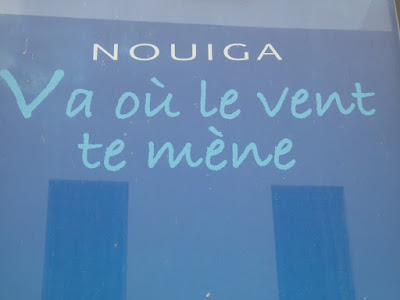 NOUIGA
Va où le vent
te mène